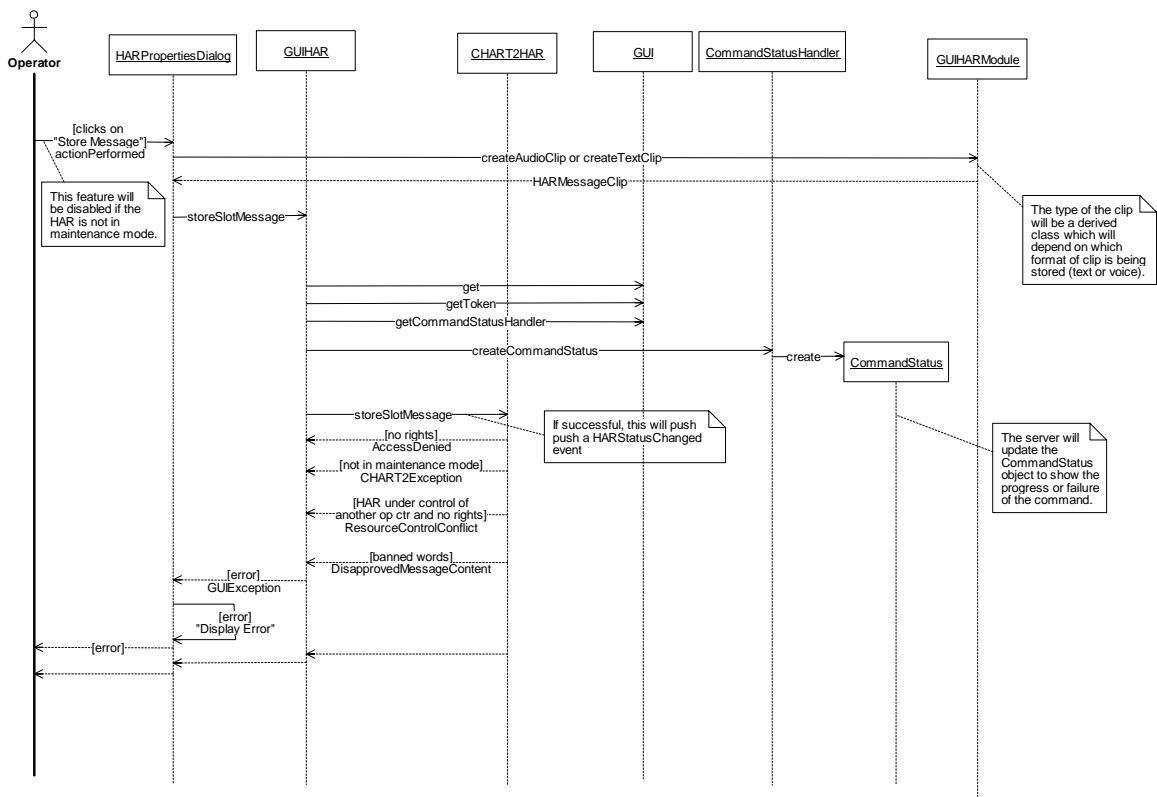 Operator
HARPropertiesDialog
GUIHAR
CHART2HAR
GUI
CommandStatusHandler
GUIHARModule
[clicks on
"Store Message"]
actionPerformed
createAudioClip or createTextClip
HARMessageClip
This feature will
be disabled if the
HAR is not in
maintenance mode.
storeSlotMessage
The type of the clip
will be a derived
class which will
depend on which
format of clip is being
stored (text or voice).
get
getToken
getCommandStatusHandler
createCommandStatus
create
CommandStatus
storeSlotMessage
If successful, this will push
push a HARStatusChanged
event
[no rights]
AccessDenied
The server will
update the
CommandStatus
object to show the
progress or failure
of the command.
[not in maintenance mode]
CHART2Exception
[HAR under control of
another op ctr and no rights]
ResourceControlConflict
[banned words]
DisapprovedMessageContent
[error]
GUIException
[error]
"Display Error"
[error]